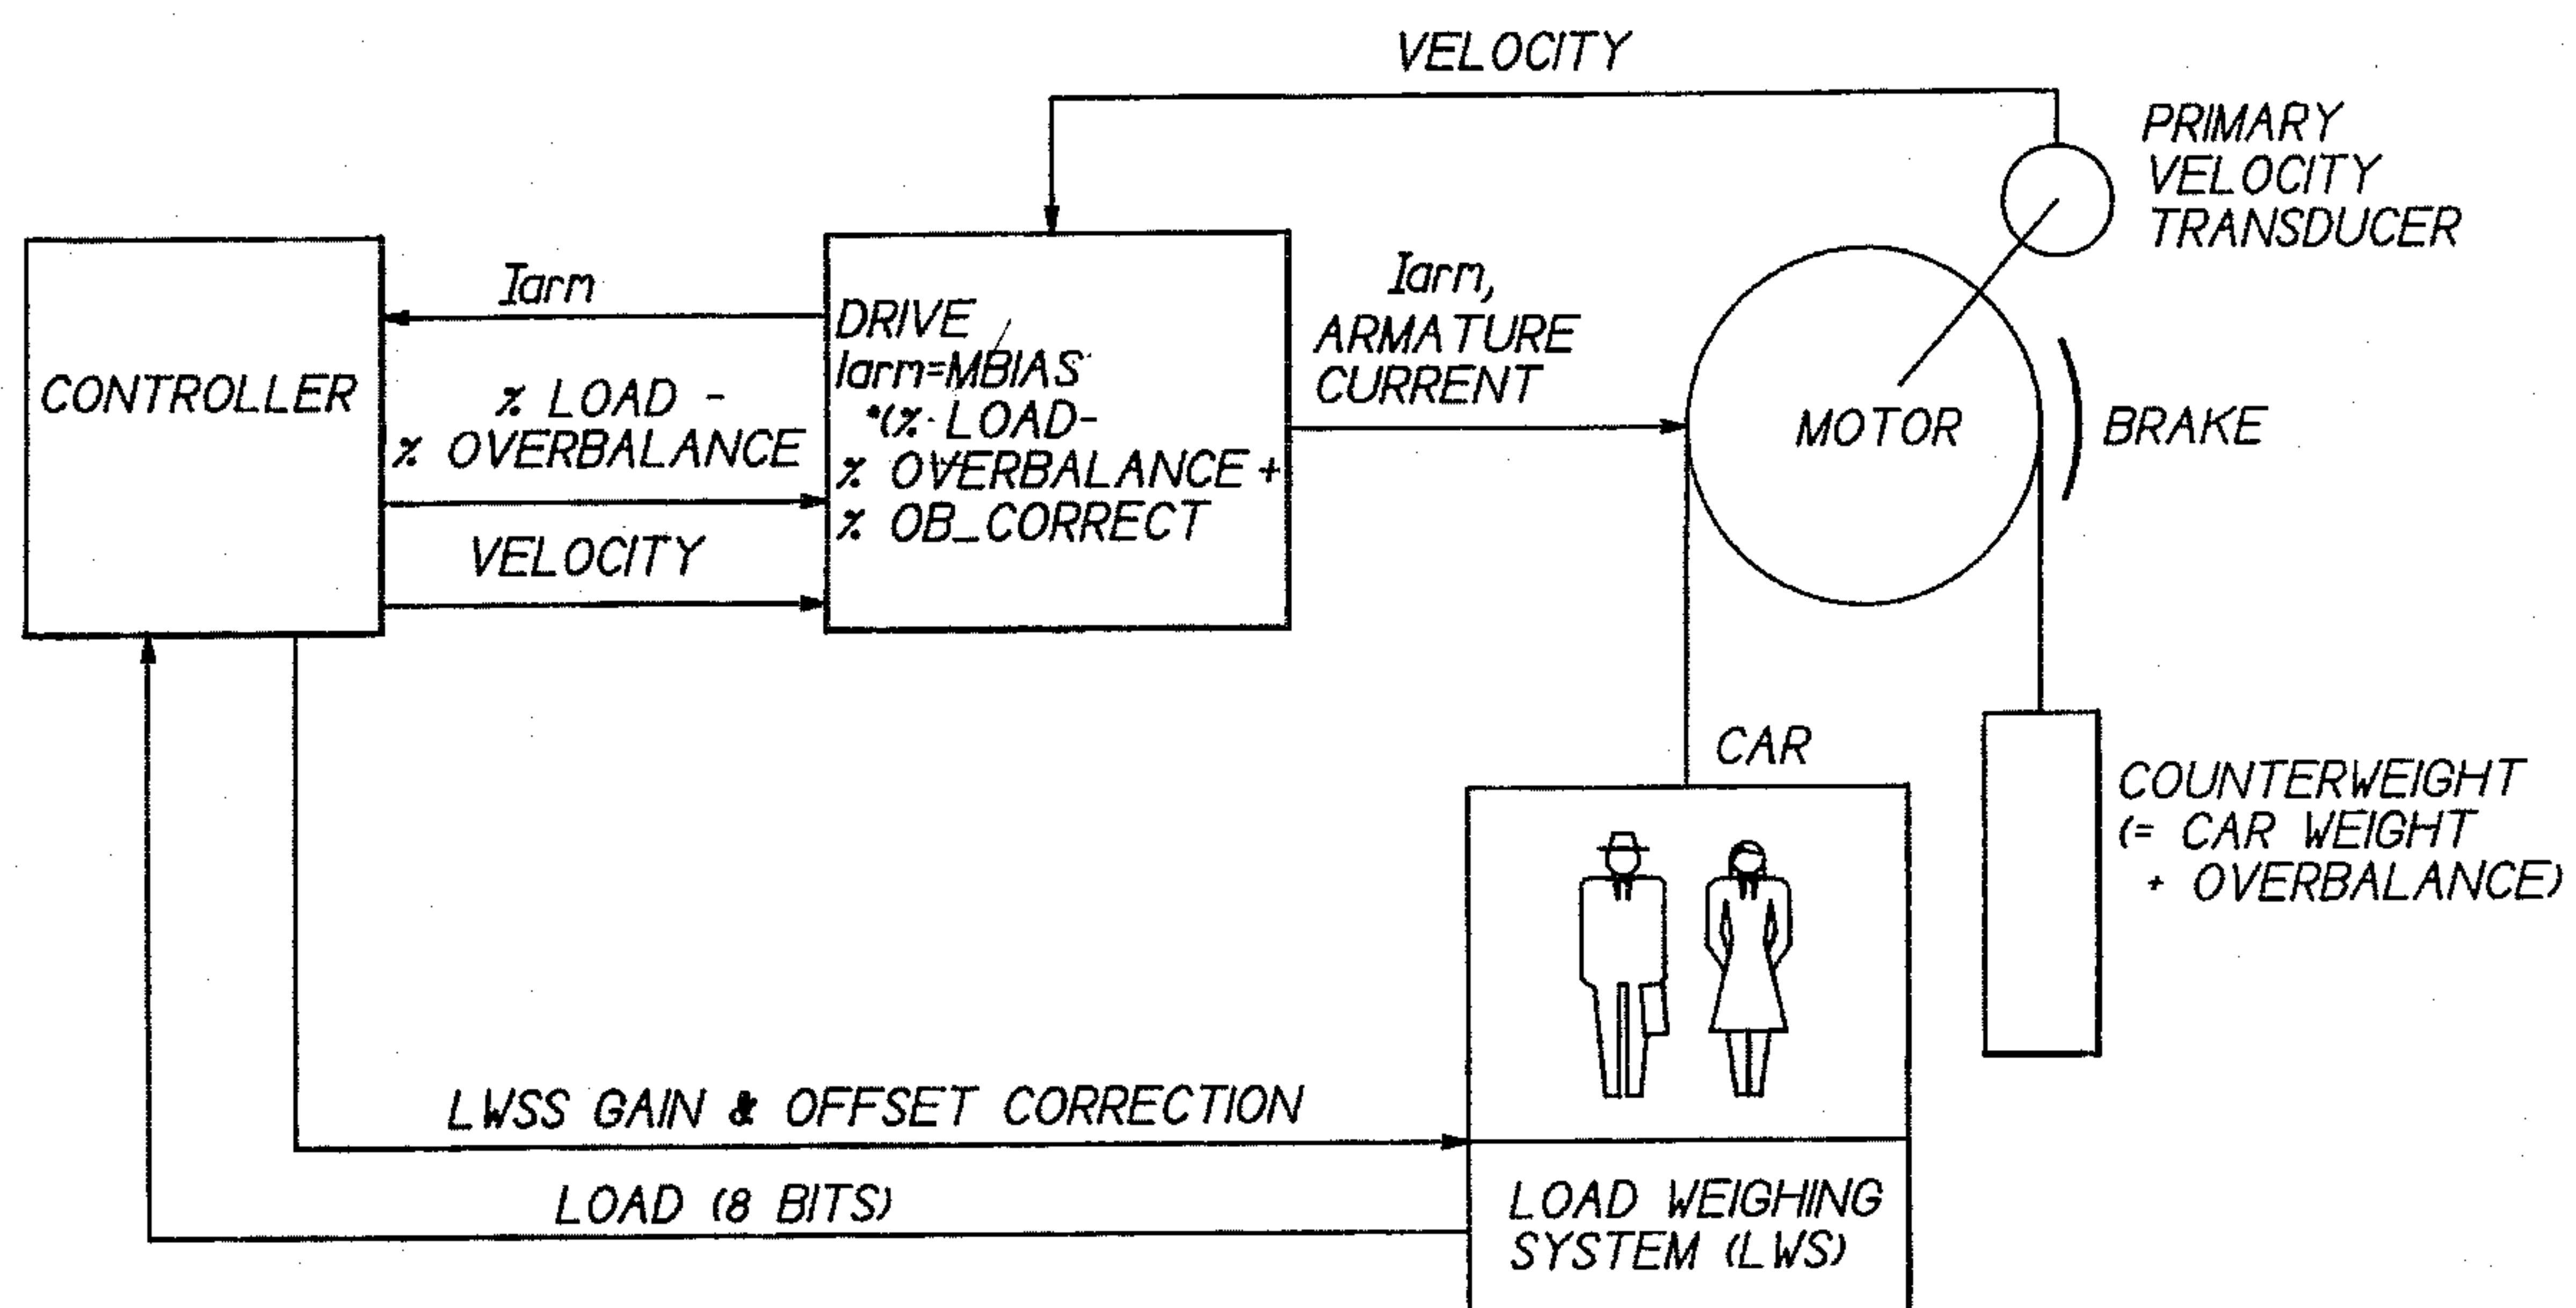 VELOCITY
PRIMARY
VELOCITY
TRANSDUCER
CONTROLLER
Iarm
% LOAD -
% OVERBALANCE
VELOCITY
DRIVE
Iarm=MBIAS
*(% LOAD-
% OVERBALANCE +
% OB_CORRECT
Iarm,
ARMATURE
CURRENT
MOTOR
BRAKE
CAR
COUNTERWEIGHT
(= CAR WEIGHT
+ OVERBALANCE)
LWSS GAIN & OFFSET CORRECTION
LOAD (8 BITS)
LOAD WEIGHING
SYSTEM (LWS)